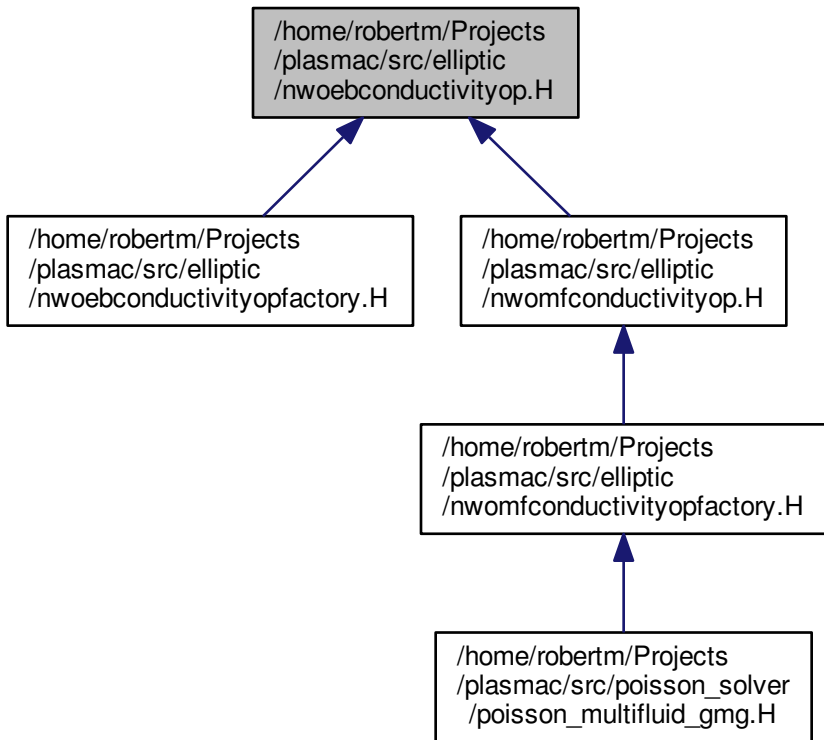 /home/robertm/Projects
/plasmac/src/elliptic
/nwoebconductivityop.H
/home/robertm/Projects
/plasmac/src/elliptic
/nwoebconductivityopfactory.H
/home/robertm/Projects
/plasmac/src/elliptic
/nwomfconductivityop.H
/home/robertm/Projects
/plasmac/src/elliptic
/nwomfconductivityopfactory.H
/home/robertm/Projects
/plasmac/src/poisson_solver
/poisson_multifluid_gmg.H